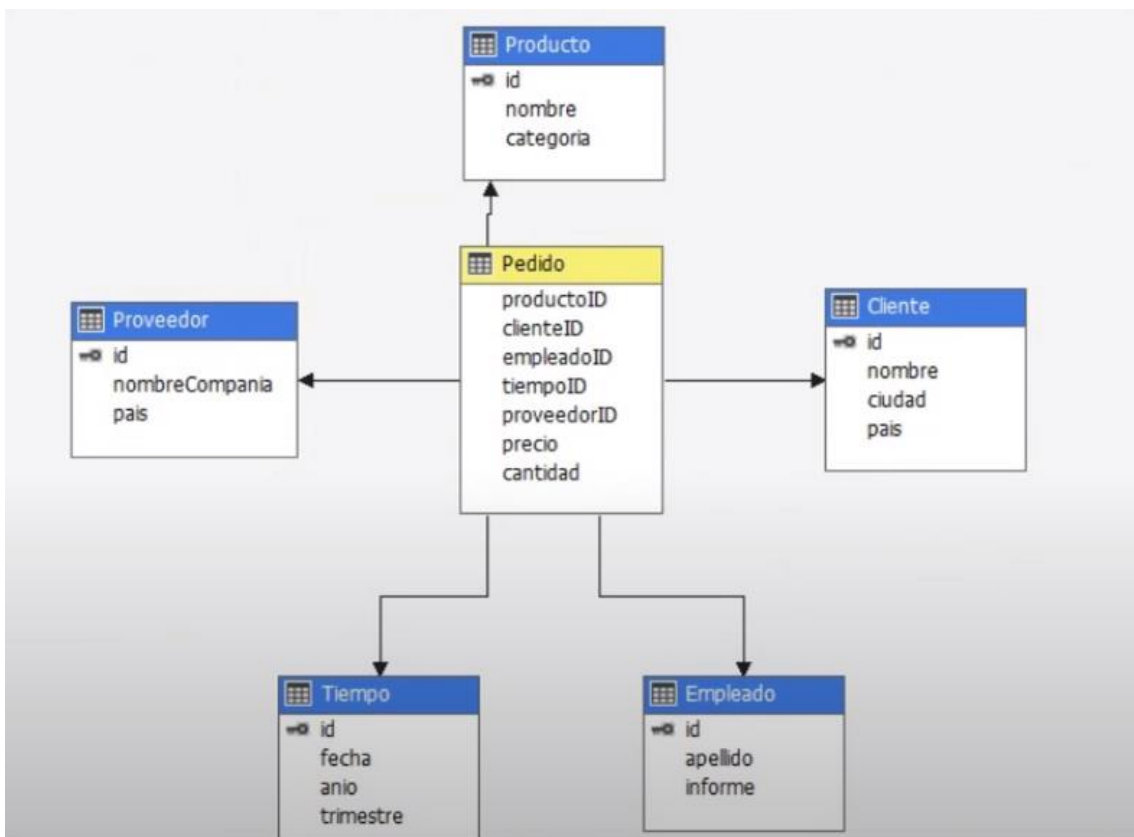 Producto
id
nombre
categoria
Pedido
productoID
clienteID
empleadoID
tiempoID
proveedorID
precio
cantidad
Proveedor
id
nombreCompania
pais
Cliente
id
nombre
ciudad
pais
Tiempo
id
fecha
anio
trimestre
Empleado
id
apellido
informe